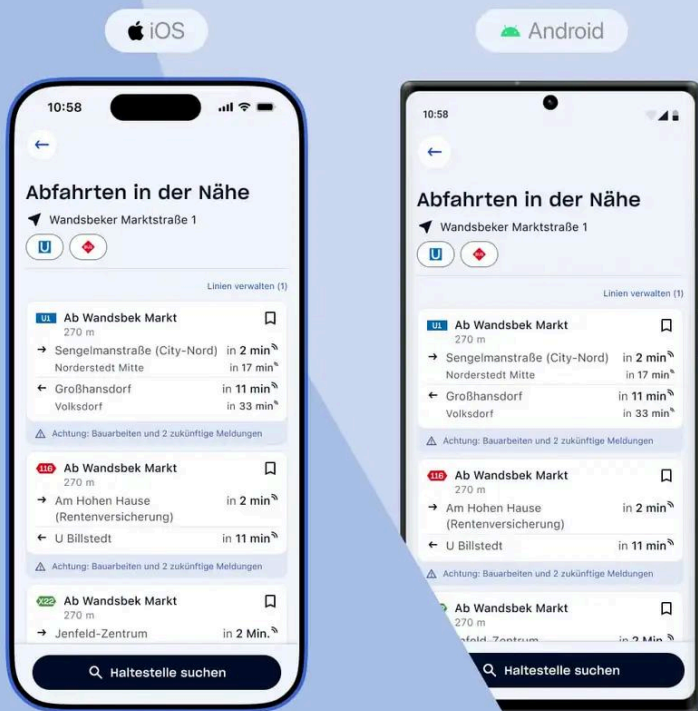 iOS
10:58
Abfahrten in der Nähe
Wandsbeker Marktstraße 1
U
BUS
Linien verwalten (1)
U1 Ab Wandsbek Markt
270 m
→ Sengelmanstraße (City-Nord) in 2 min
Norderstedt Mitte in 17 min
← Großhansdorf in 11 min
Volksdorf in 33 min
Achtung: Bauarbeiten und 2 zukünftige Meldungen
116 Ab Wandsbek Markt
270 m
→ Am Hohen Hause in 2 min
(Rentenversicherung)
← U Billstedt in 11 min
Achtung: Bauarbeiten und 2 zukünftige Meldungen
X22 Ab Wandsbek Markt
270 m
→ Jenfeld-Zentrum in 2 Min.
Haltestelle suchen
Android
10:58
Abfahrten in der Nähe
Wandsbeker Marktstraße 1
U
BUS
Linien verwalten (1)
U1 Ab Wandsbek Markt
270 m
→ Sengelmanstraße (City-Nord) in 2 min
Norderstedt Mitte in 17 min
← Großhansdorf in 11 min
Volksdorf in 33 min
Achtung: Bauarbeiten und 2 zukünftige Meldungen
116 Ab Wandsbek Markt
270 m
→ Am Hohen Hause in 2 min
(Rentenversicherung)
← U Billstedt in 11 min
Achtung: Bauarbeiten und 2 zukünftige Meldungen
Ab Wandsbek Markt
270 m
nfeld-Zentrum in 2 Min.
Haltestelle suchen